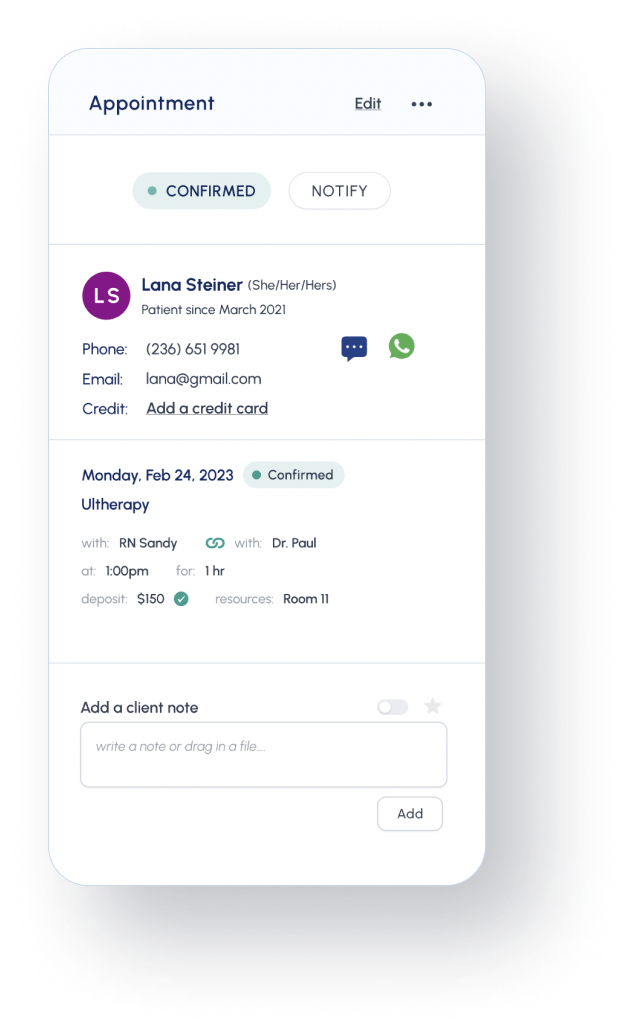 Appointment Edit •••
CONFIRMED NOTIFY
LS
Lana Steiner (She/Her/Hers)
Patient since March 2021
Phone: (236) 651 9981
Email: lana@gmail.com
Credit: Add a credit card
Monday, Feb 24, 2023 Confirmed
Ultherapy
with: RN Sandy with: Dr. Paul
at: 1:00pm for: 1 hr
deposit: $150 resources: Room 11
Add a client note
write a note or drag in a file....
Add